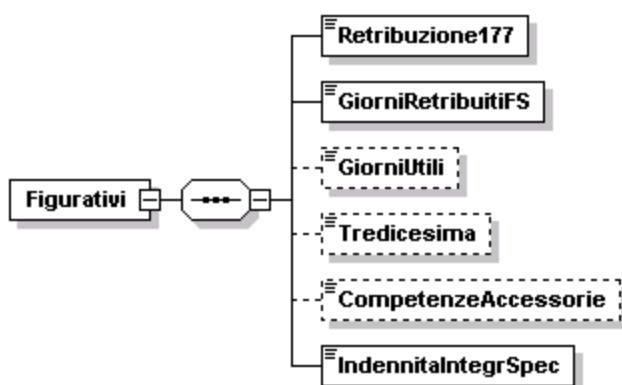 Retribuzione177
GiorniRetribuitiFS
GiorniUtili
Figurativi
Tredicesima
CompetenzeAccessorie
IndennitaIntegrSpec